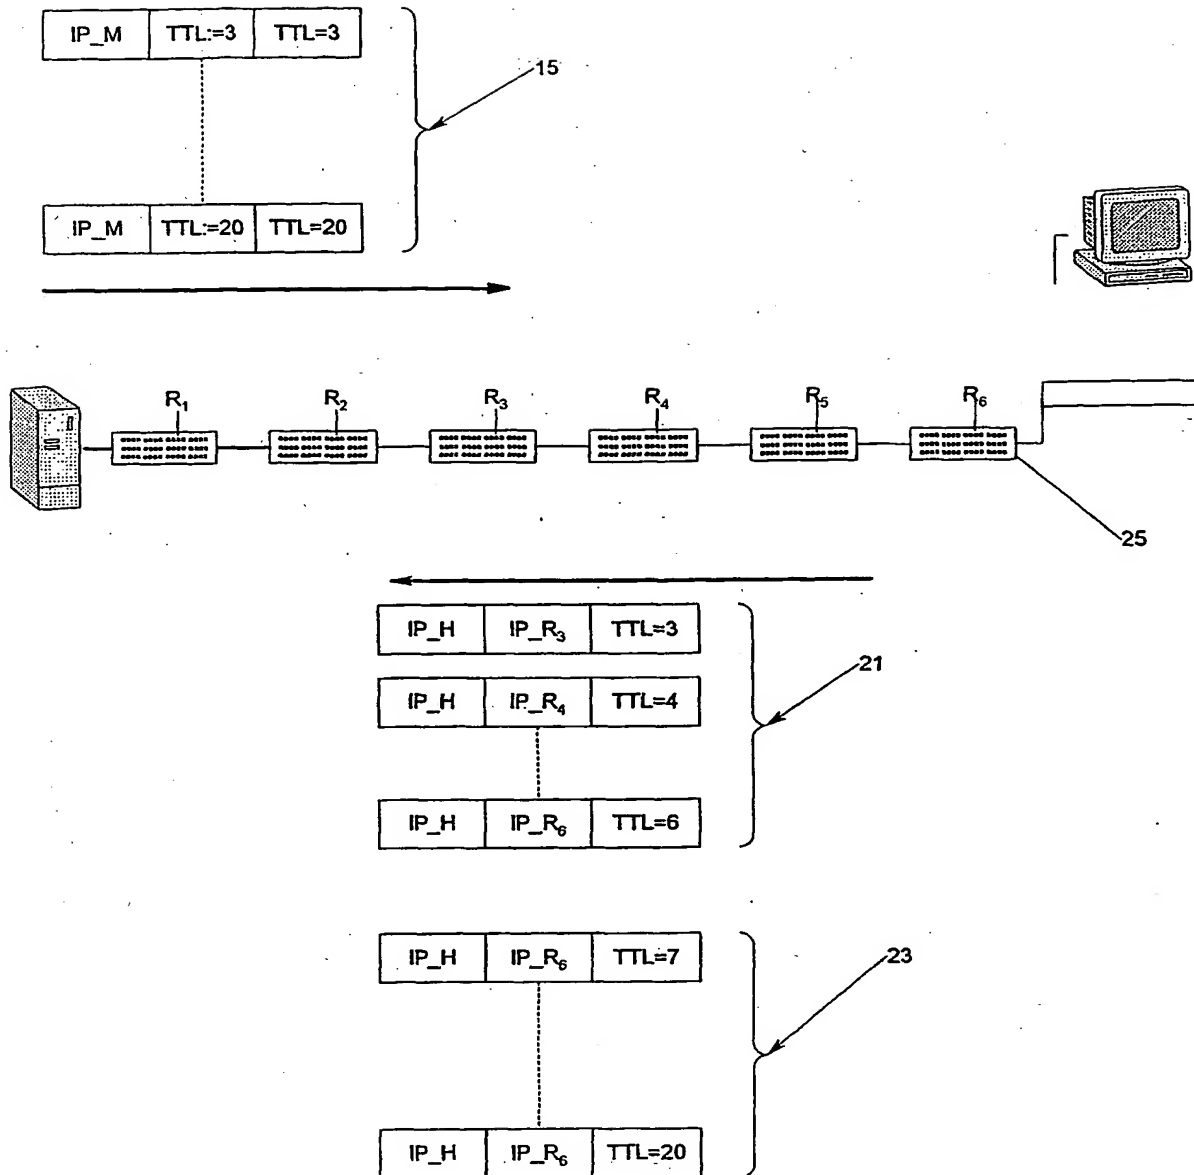 IP_M TTL:=3 TTL=3
15
IP_M TTL:=20 TTL=20
R₁ R₂ R₃ R₄ R₅ R₆
25
IP_H IP_R₃ TTL=3
21
IP_H IP_R₄ TTL=4
IP_H IP_R₆ TTL=6
IP_H IP_R₆ TTL=7
23
IP_H IP_R₆ TTL=20